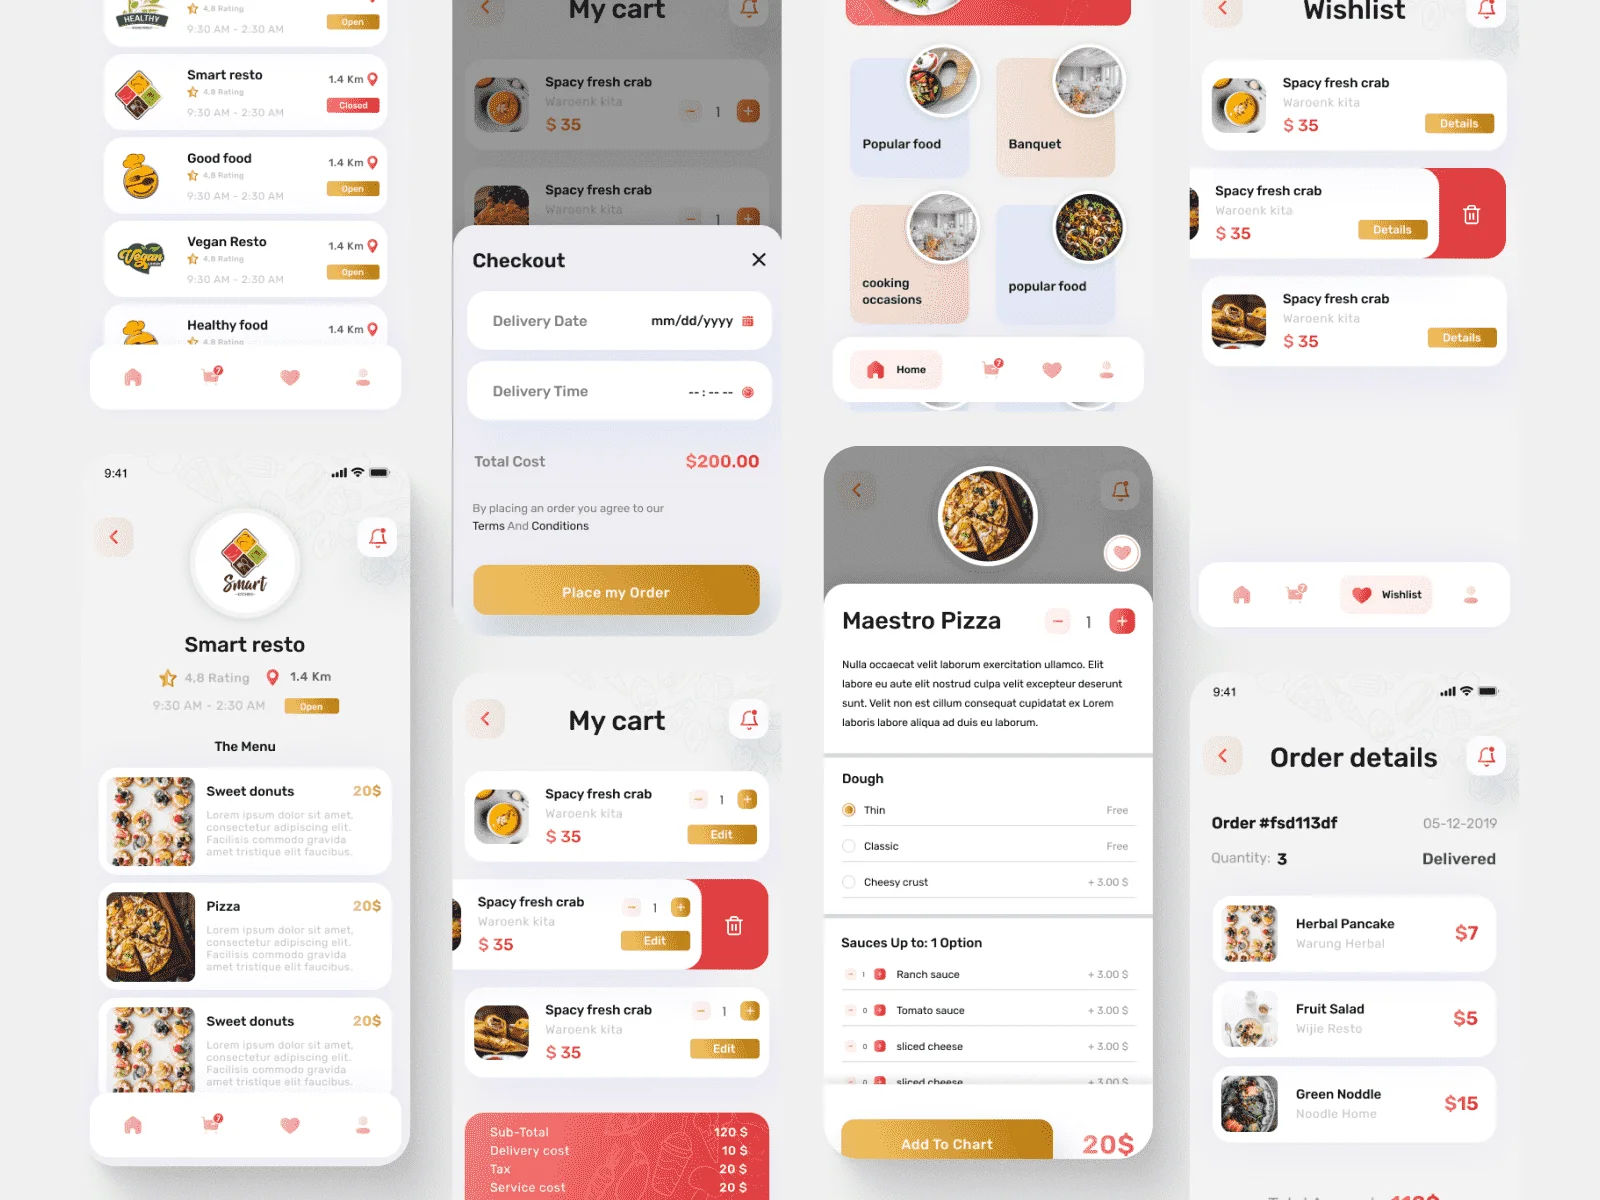 HEALTHY
4.8 Rating
9:30 AM - 2:30 AM
Open
Smart resto
1.4 Km
4.8 Rating
Closed
9:30 AM - 2:30 AM
Good food
1.4 Km
4.8 Rating
Open
9:30 AM - 2:30 AM
Vegan
Vegan Resto
1.4 Km
4.8 Rating
Open
9:30 AM - 2:30 AM
Healthy food
1.4 Km
4.8 Rating
7
9:41
Smart
Smart resto
4.8 Rating
1.4 Km
9:30 AM - 2:30 AM
Open
The Menu
Sweet donuts
20$
Lorem ipsum dolor sit amet,
consectetur adipiscing elit.
Facilisis commodo gravida
amet tristique elit faucibus.
Pizza
20$
Lorem ipsum dolor sit amet,
consectetur adipiscing elit.
Facilisis commodo gravida
amet tristique elit faucibus.
Sweet donuts
20$
Lorem ipsum dolor sit amet,
consectetur adipiscing elit.
Facilisis commodo gravida
amet tristique elit faucibus.
7
My cart
Spacy fresh crab
Waroenk kita
$ 35
1
Spacy fresh crab
Waroenk kita
1
Checkout
Delivery Date
mm/dd/yyyy
Delivery Time
--:-- --
Total Cost
$200.00
By placing an order you agree to our
Terms And Conditions
Place my Order
My cart
Spacy fresh crab
1
Waroenk kita
$ 35
Edit
Spacy fresh crab
1
Waroenk kita
$ 35
Edit
Spacy fresh crab
1
Waroenk kita
$ 35
Edit
Sub-Total
120 $
Delivery cost
10 $
Tax
20 $
Service cost
20 $
Popular food
Banquet
cooking
occasions
popular food
Home
7
Maestro Pizza
1
Nulla occaecat velit laborum exercitation ullamco. Elit
labore eu aute elit nostrud culpa velit excepteur deserunt
sunt. Velit non est cillum consequat cupidatat ex Lorem
laboris labore aliqua ad duis eu laborum.
Dough
Thin
Free
Classic
Free
Cheesy crust
+ 3.00 $
Sauces Up to: 1 Option
1
Ranch sauce
+ 3.00 $
0
Tomato sauce
+ 3.00 $
0
sliced cheese
+ 3.00 $
0
sliced cheese
+ 3.00 $
Add To Chart
20$
Wishlist
Spacy fresh crab
Waroenk kita
$ 35
Details
Spacy fresh crab
Waroenk kita
$ 35
Details
Spacy fresh crab
Waroenk kita
$ 35
Details
7
Wishlist
9:41
Order details
Order #fsd113df
05-12-2019
Quantity: 3
Delivered
Herbal Pancake
Warung Herbal
$7
Fruit Salad
Wijie Resto
$5
Green Noddle
Noodle Home
$15